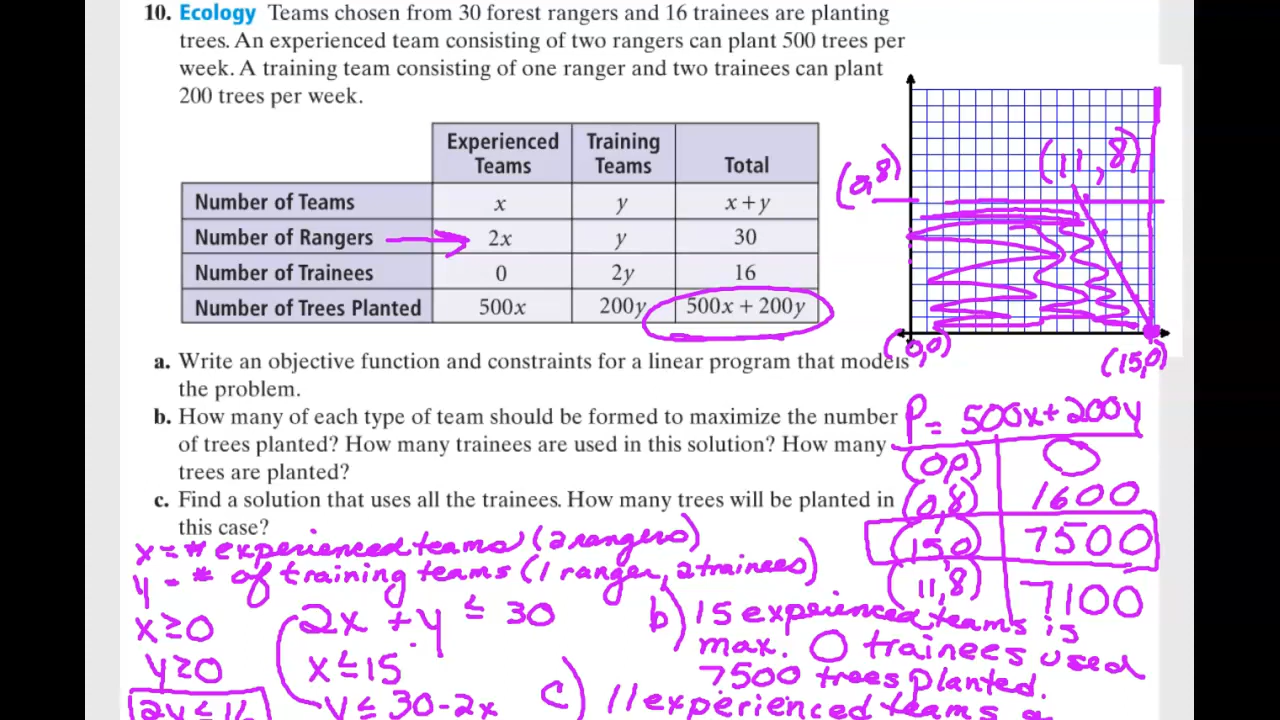 10. Ecology Teams chosen from 30 forest rangers and 16 trainees are planting
trees. An experienced team consisting of two rangers can plant 500 trees per
week. A training team consisting of one ranger and two trainees can plant
200 trees per week.
Experienced Teams Training Teams Total
Number of Teams x y x + y
Number of Rangers 2x y 30
Number of Trainees 0 2y 16
Number of Trees Planted 500x 200y 500x + 200y
(0,8)
(11,8)
(0,0)
(15,0)
a. Write an objective function and constraints for a linear program that models
the problem.
b. How many of each type of team should be formed to maximize the number
of trees planted? How many trainees are used in this solution? How many
trees are planted?
c. Find a solution that uses all the trainees. How many trees will be planted in
this case?
P = 500x + 200y
(0,0) 0
(0,8) 1600
(15,0) 7500
(11,8) 7100
x = # experienced teams (2 rangers)
y = # of training teams (1 ranger, 2 trainees)
x ≥ 0
y ≥ 0
2y ≤ 16
2x + y ≤ 30
x ≤ 15
y ≤ 30 - 2x
b) 15 experienced teams is
max. 0 trainees used
7500 trees planted.
c) 11 experienced teams